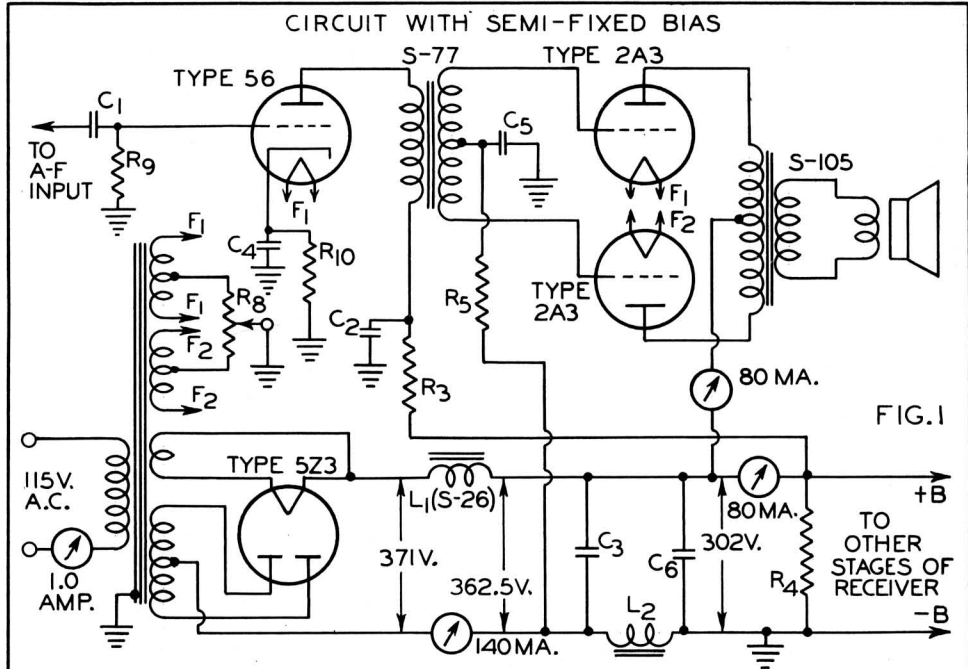 CIRCUIT WITH SEMI-FIXED BIAS
S-77
TYPE 2A3
TYPE 56
C1
C5
TO
A-F
INPUT
R9
S-105
F1
F1
F2
F1
C4
R10
R8
F1
F2
F2
R5
TYPE
2A3
C2
R3
80 MA.
FIG.1
TYPE 5Z3
115V.
A.C.
L1(S-26)
+B
80MA.
371V.
C3
C6
302V.
TO
OTHER
STAGES OF
RECEIVER
R4
362.5V.
1.0
AMP.
L2
-B
140MA.